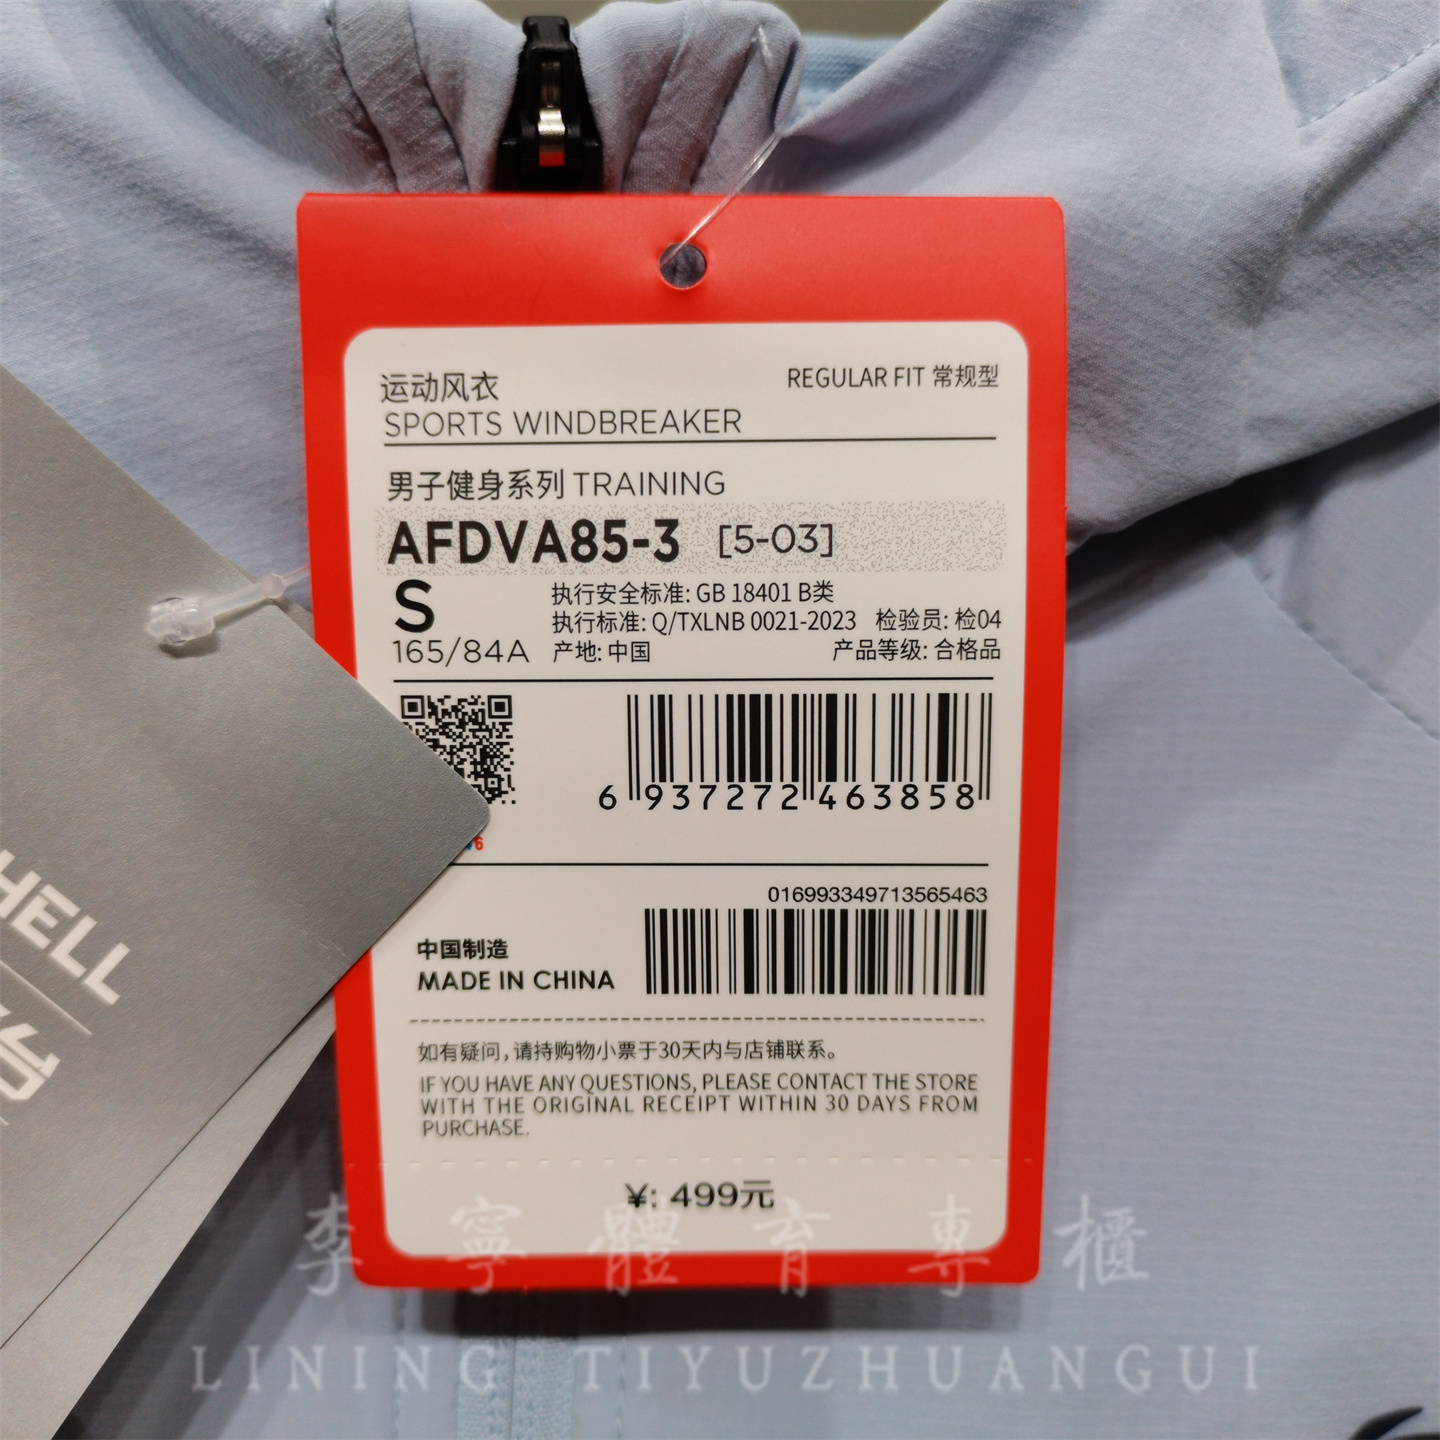 运动风衣
REGULAR FIT 常规型
SPORTS WINDBREAKER
男子健身系列 TRAINING
AFDVA85-3 [5-03]
S
执行安全标准: GB 18401 B类
执行标准: Q/TXLNB 0021-2023 检验员: 检04
165/84A
产地: 中国
产品等级: 合格品
6 937272 463858
6
016993349713565463
中国制造
MADE IN CHINA
如有疑问,请持购物小票于30天内与店铺联系。
IF YOU HAVE ANY QUESTIONS, PLEASE CONTACT THE STORE
WITH THE ORIGINAL RECEIPT WITHIN 30 DAYS FROM
PURCHASE.
¥: 499元
HELL
台
李寧體育專櫃
LINING TIYUZHUANGUI